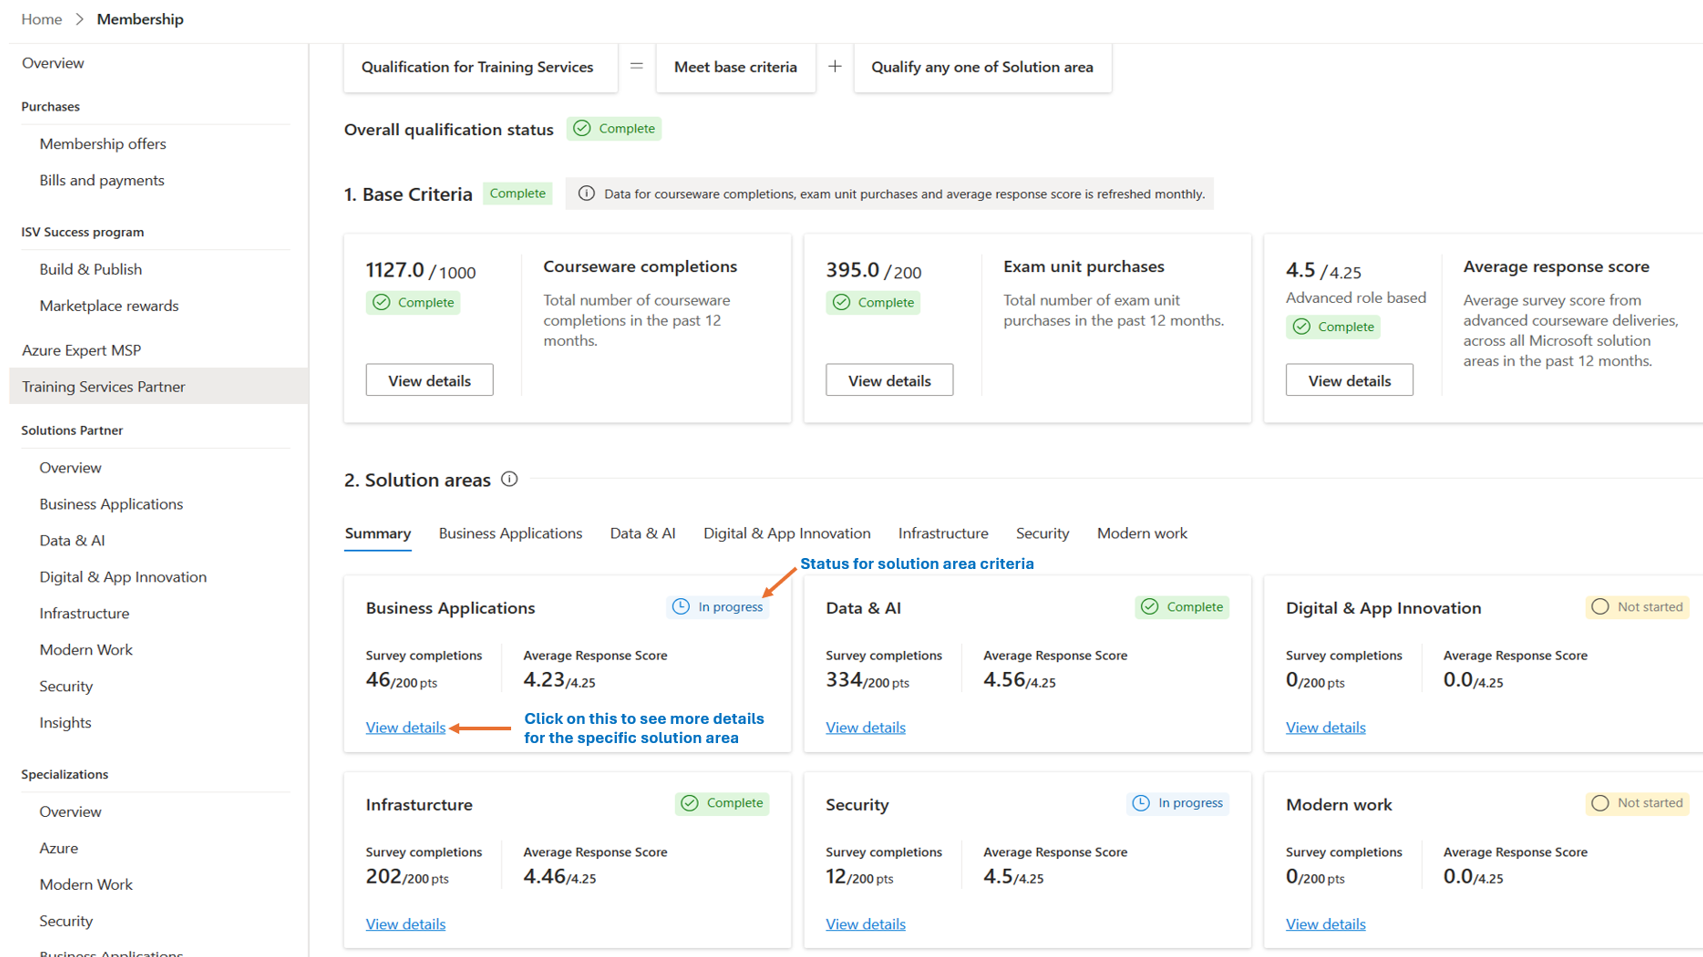 Home > Membership
Overview
Purchases
Membership offers
Bills and payments
ISV Success program
Build & Publish
Marketplace rewards
Azure Expert MSP
Training Services Partner
Solutions Partner
Overview
Business Applications
Data & AI
Digital & App Innovation
Infrastructure
Modern Work
Security
Insights
Specializations
Overview
Azure
Modern Work
Security
Business Applications
Qualification for Training Services = Meet base criteria + Qualify any one of Solution area
Overall qualification status Complete
1. Base Criteria Complete Data for courseware completions, exam unit purchases and average response score is refreshed monthly.
1127.0 / 1000
Complete
View details
Courseware completions
Total number of courseware
completions in the past 12
months.
395.0 / 200
Complete
View details
Exam unit purchases
Total number of exam unit
purchases in the past 12 months.
4.5 / 4.25
Advanced role based
Complete
View details
Average response score
Average survey score from
advanced courseware deliveries,
across all Microsoft solution
areas in the past 12 months.
2. Solution areas
Summary Business Applications Data & AI Digital & App Innovation Infrastructure Security Modern work
Status for solution area criteria
Business Applications In progress
Survey completions Average Response Score
46/200 pts 4.23/4.25
View details
Click on this to see more details
for the specific solution area
Data & AI Complete
Survey completions Average Response Score
334/200 pts 4.56/4.25
View details
Digital & App Innovation Not started
Survey completions Average Response Score
0/200 pts 0.0/4.25
View details
Infrasturcture Complete
Survey completions Average Response Score
202/200 pts 4.46/4.25
View details
Security In progress
Survey completions Average Response Score
12/200 pts 4.5/4.25
View details
Modern work Not started
Survey completions Average Response Score
0/200 pts 0.0/4.25
View details